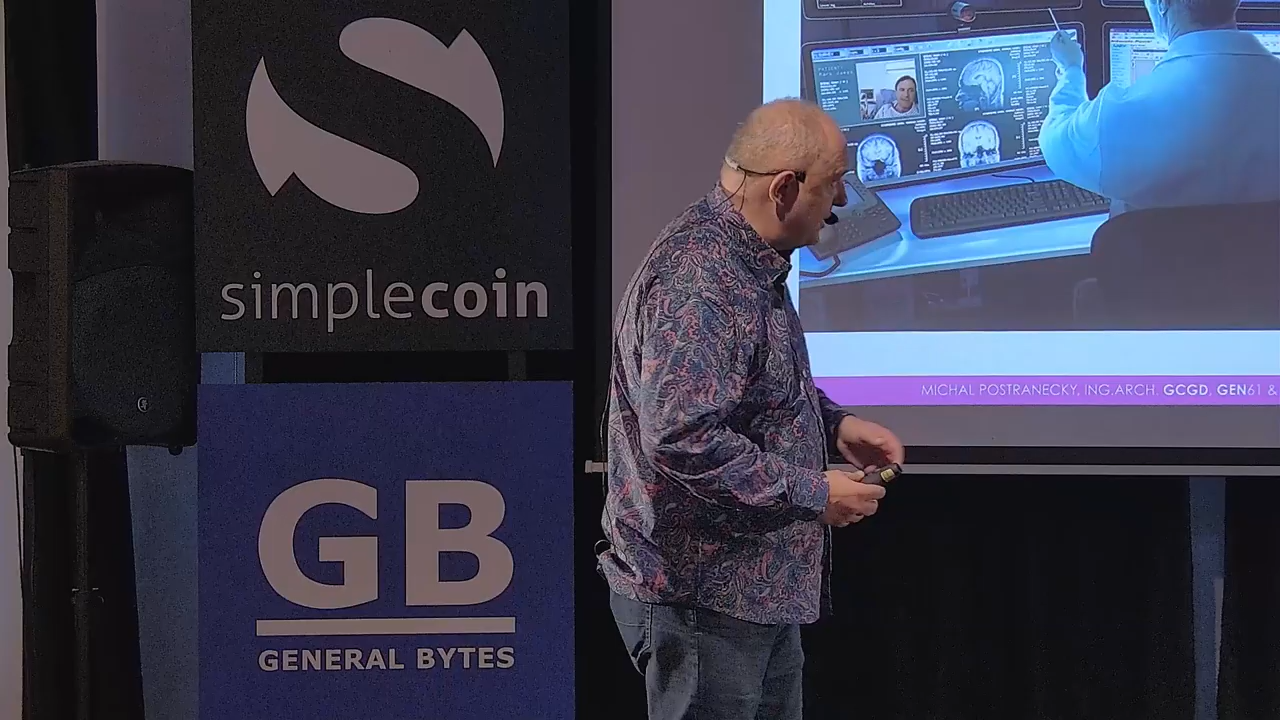 simplecoin
GB
GENERAL BYTES
MICHAL POSTRANECKY, ING.ARCH. GCGD, GEN61 &